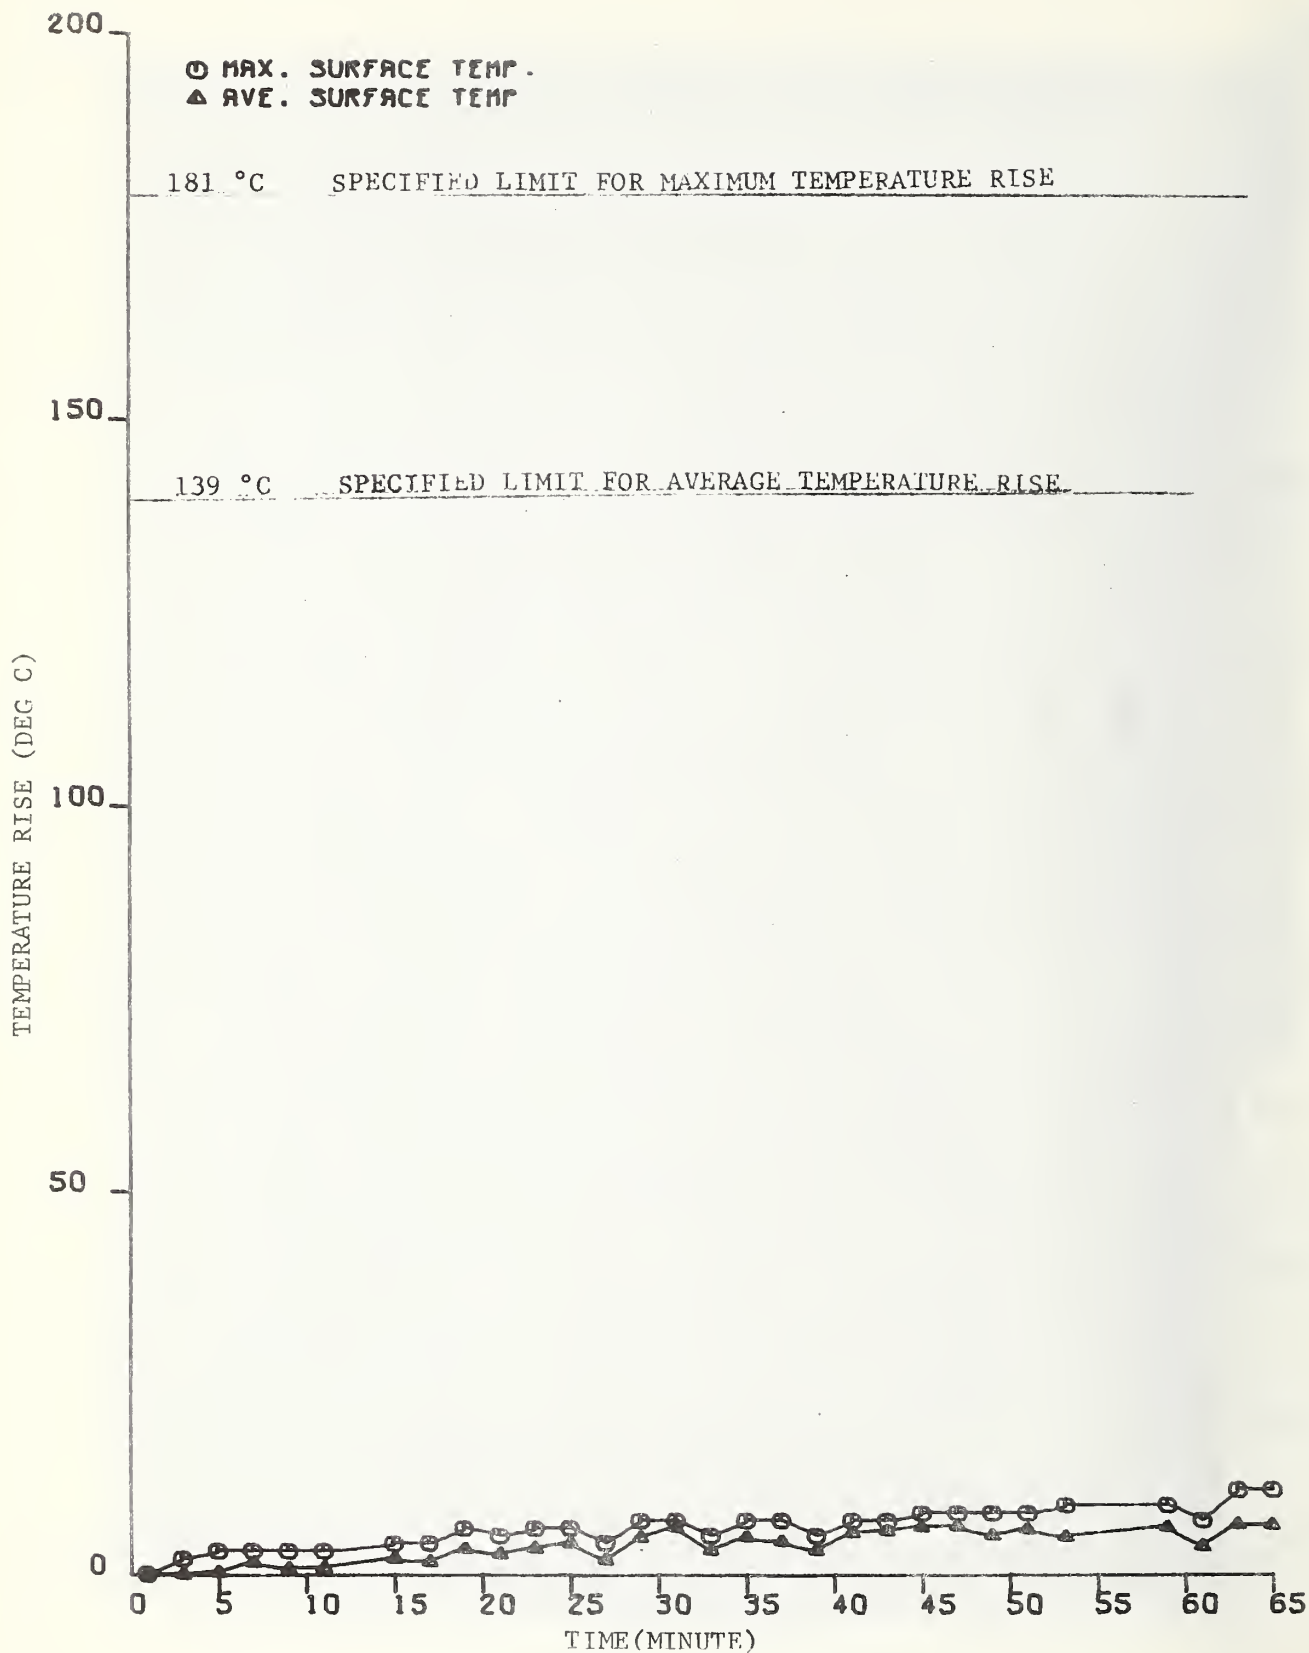 200
MAX. SURFACE TEMP.
AVE. SURFACE TEMP
181 °C SPECIFIED LIMIT FOR MAXIMUM TEMPERATURE RISE
150
139 °C SPECIFIED LIMIT FOR AVERAGE TEMPERATURE RISE
TEMPERATURE RISE (DEG C)
100
50
0
0 5 10 15 20 25 30 35 40 45 50 55 60 65
TIME(MINUTE)